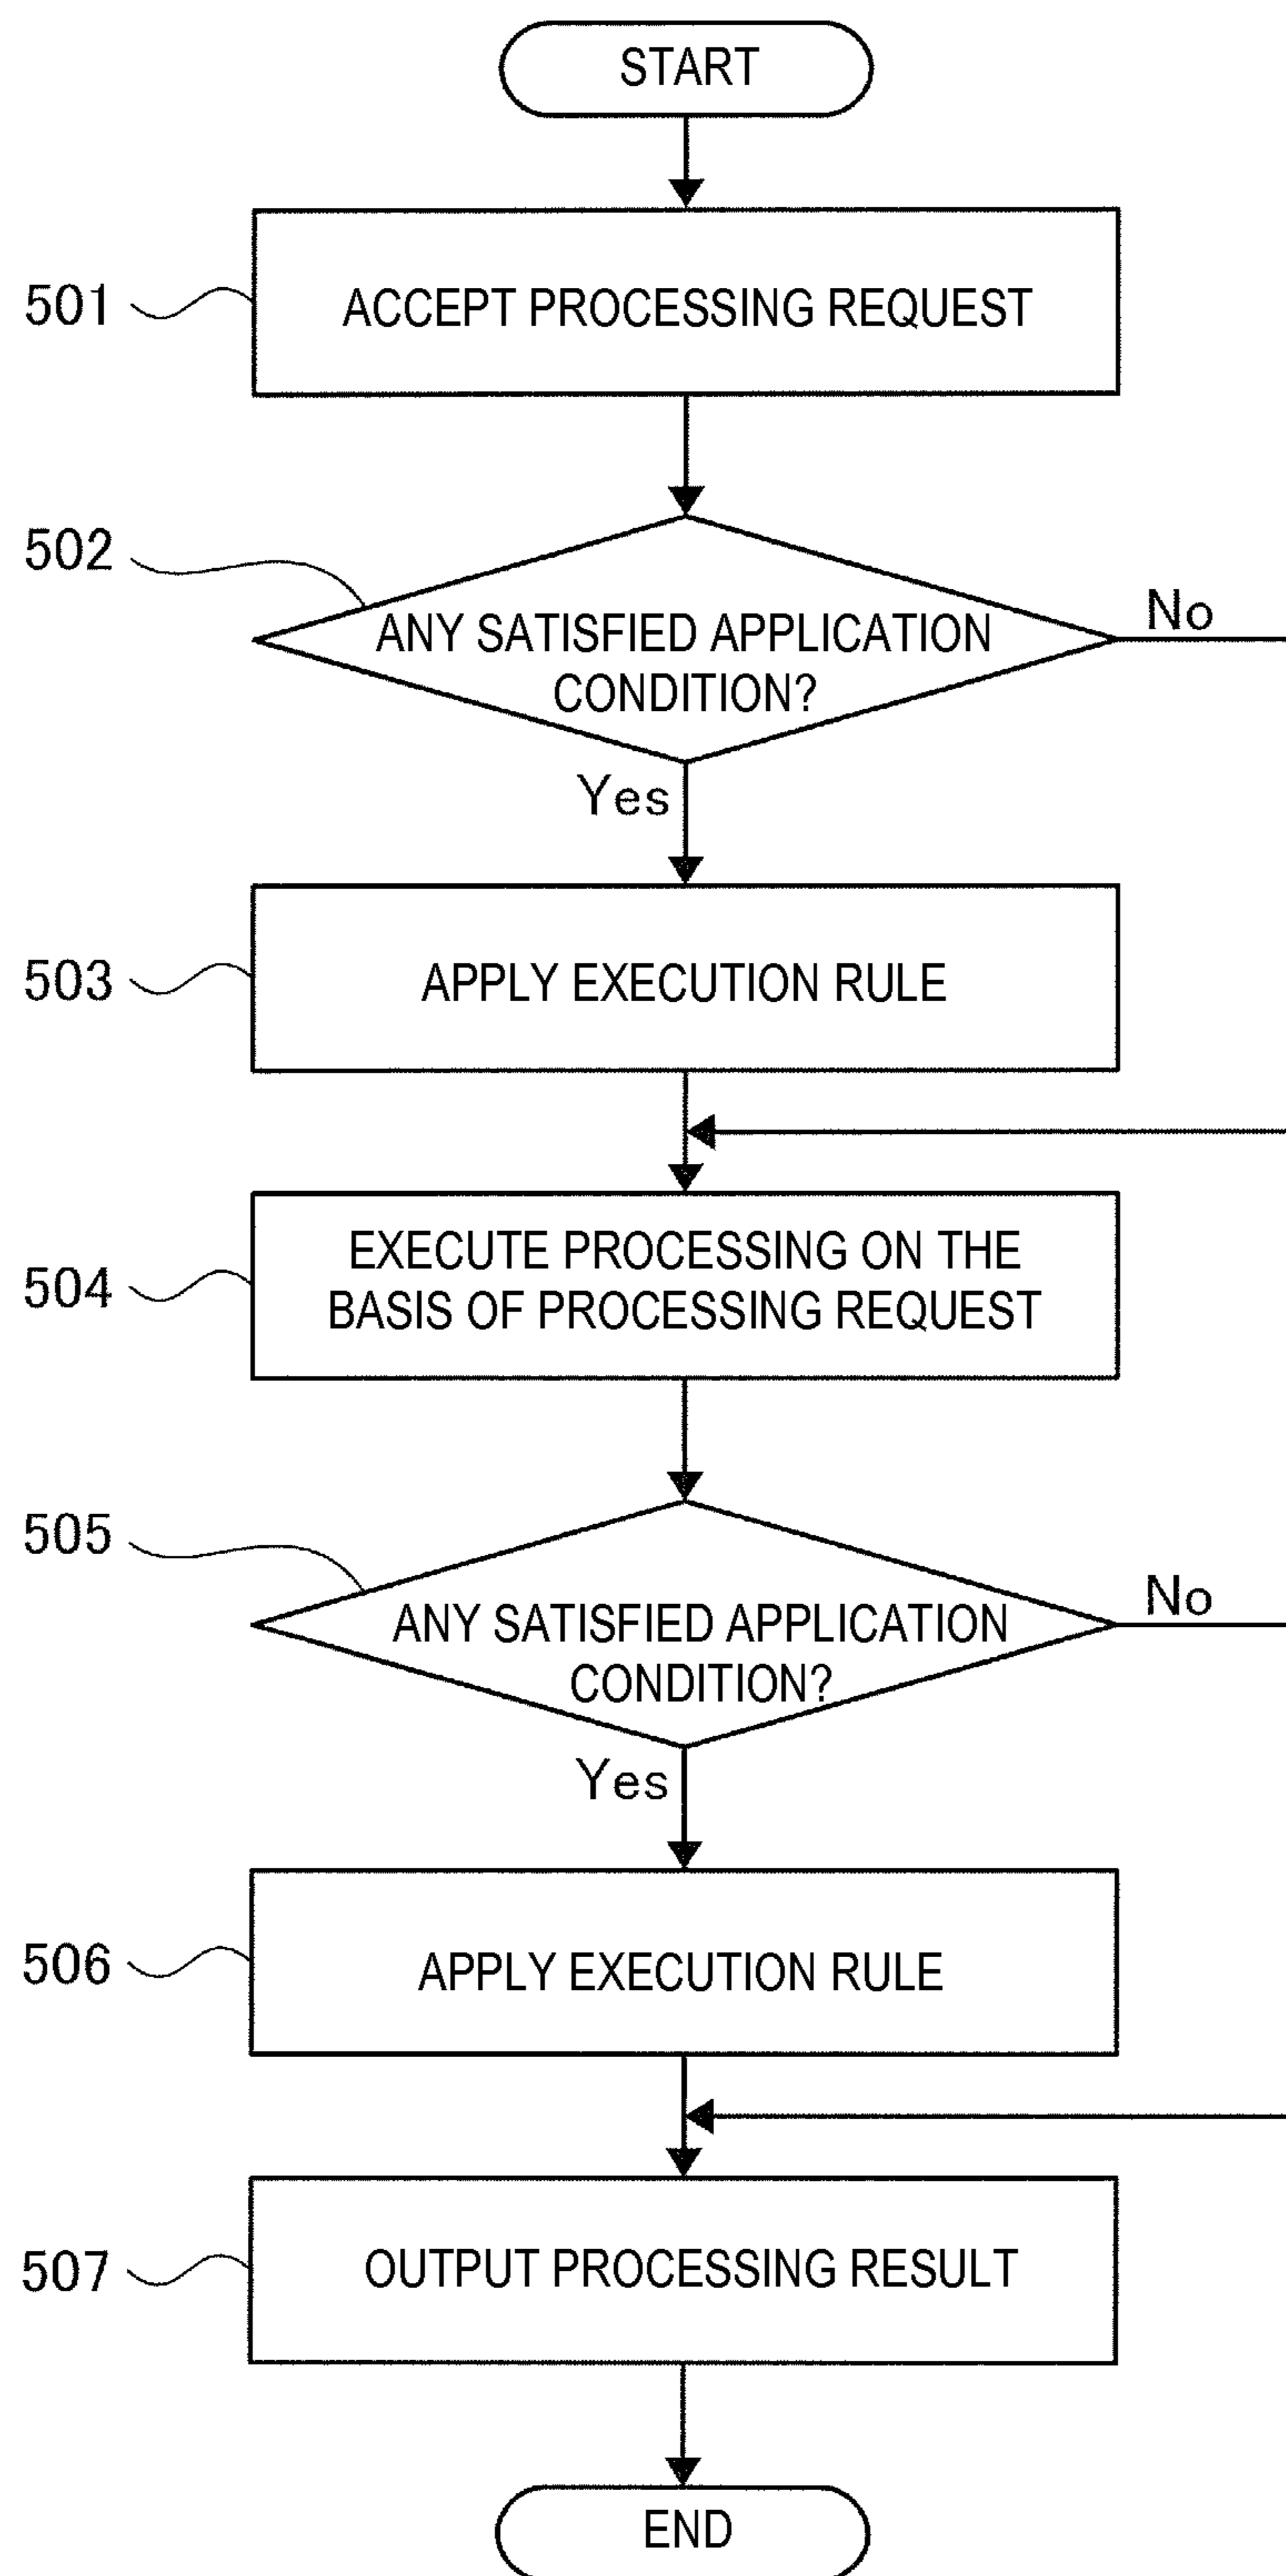 START
501
ACCEPT PROCESSING REQUEST
502
ANY SATISFIED APPLICATION
CONDITION?
No
Yes
503
APPLY EXECUTION RULE
504
EXECUTE PROCESSING ON THE
BASIS OF PROCESSING REQUEST
505
ANY SATISFIED APPLICATION
CONDITION?
No
Yes
506
APPLY EXECUTION RULE
507
OUTPUT PROCESSING RESULT
END